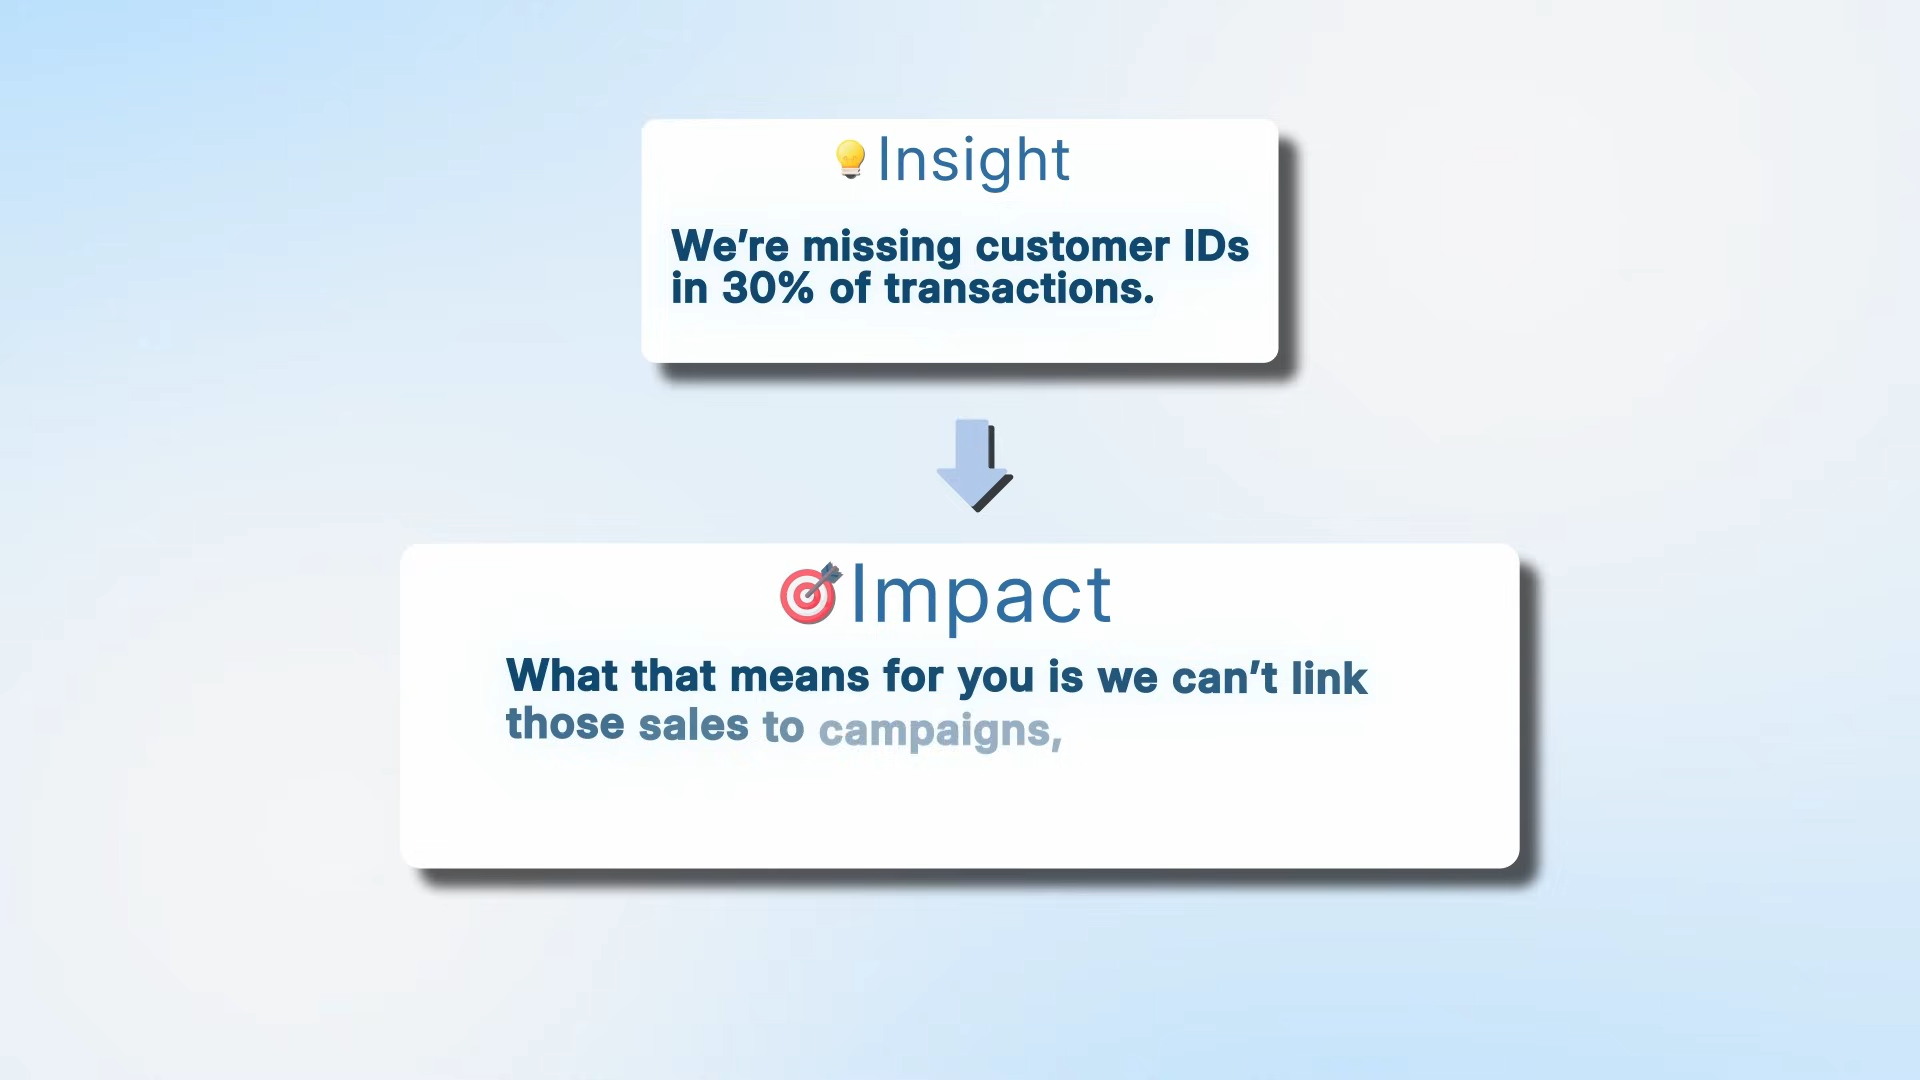 Insight
We’re missing customer IDs
in 30% of transactions.
Impact
What that means for you is we can’t link
those sales to campaigns,